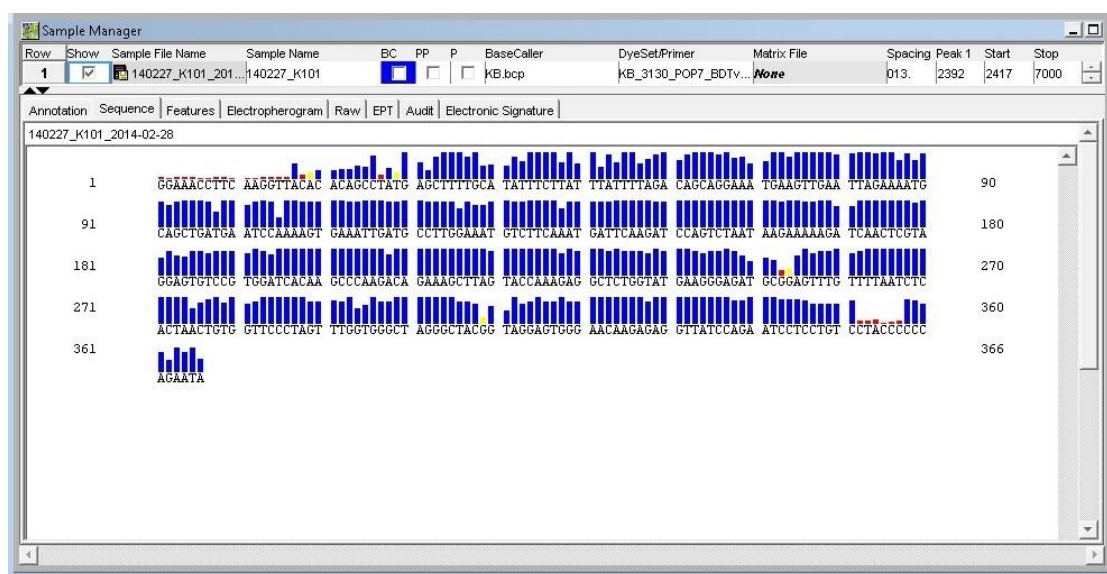 Sample Manager
Row Show Sample File Name Sample Name BC PP P BaseCaller DyeSet/Primer Matrix File Spacing Peak 1 Start Stop
1 140227_K101_201... 140227_K101 KB.bcp KB_3130_POP7_BDTv... None 013. 2392 2417 7000
Annotation Sequence Features Electropherogram Raw EPT Audit Electronic Signature
140227_K101_2014-02-28
1 GGAAACCTTC AAGGTTACAC ACAGCCTATG AGCTTTTGCA TATTTCTTAT TTATTTTAGA CAGCAGGAAA TGAAGTTGAA TTAGAAAATG 90
91 CAGCTGATGA ATCCAAAAGT GAAATTGATG CCTTGGAAAT GTCTTCAAAT GATTCAAGAT CCAGTCTAAT AAGAAAAAGA TCAACTCGTA 180
181 GGAGTGTCCG TGGATCACAA GCCCAAGACA GAAAGCTTAG TACCAAAGAG GCTCTGGTAT GAAGGGAGAT GCGGAGTTTG TTTTAATCTC 270
271 ACTAACTGTG GTTCCCTAGT TTGGTGGGCT AGGGCTACGG TAGGAGTGGG AACAAGAGAG GTTATCCAGA ATCCTCCTGT CCTACCCCCC 360
361 AGAATA 366